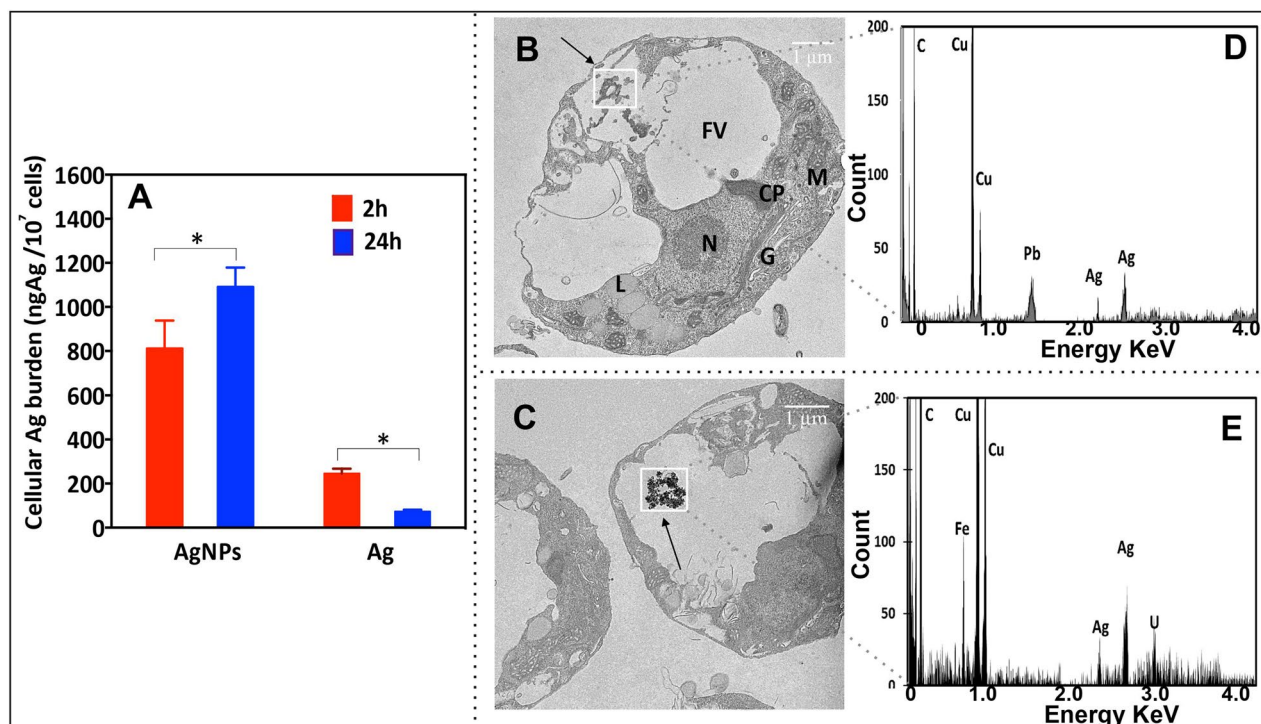 A
Cellular Ag burden (ngAg /10⁷ cells)
1600
1400
1200
1000
800
600
400
200
0
2h
24h
*
*
AgNPs
Ag
B
1 µm
FV
CP
M
N
G
L
D
Count
200
150
100
50
0
C
Cu
Cu
Pb
Ag
Ag
0
1.0
2.0
3.0
4.0
Energy KeV
C
1 µm
E
Count
200
150
100
50
0
C
Cu
Cu
Fe
Ag
Ag
U
0
1.0
2.0
3.0
4.0
Energy KeV